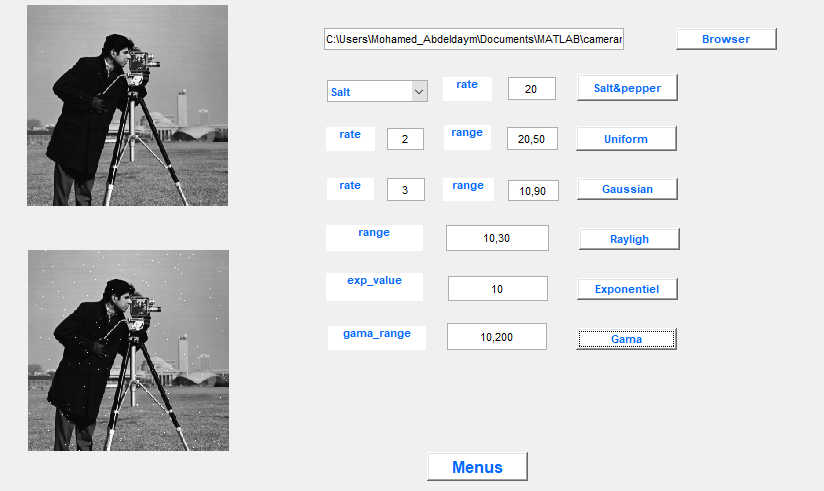 C:\Users\Mohamed_Abdeldaym\Documents\MATLAB\camerar Browser
Salt rate 20 Salt&pepper
rate 2 range 20,50 Uniform
rate 3 range 10,90 Gaussian
range 10,30 Rayligh
exp_value 10 Exponentiel
gama_range 10,200 Gama
Menus